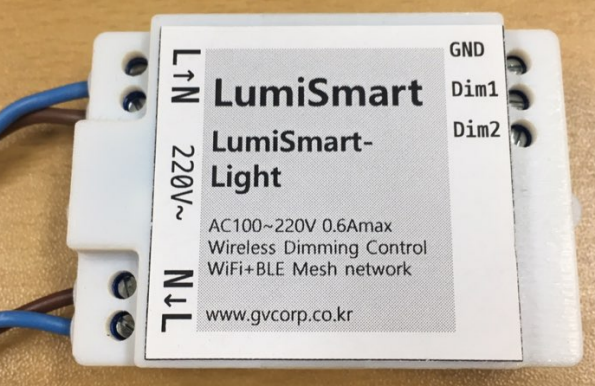 L↑N
220V~
N↓L
LumiSmart
LumiSmart-
Light
AC100~220V 0.6Amax
Wireless Dimming Control
WiFi+BLE Mesh network
www.gvcorp.co.kr
GND
Dim1
Dim2